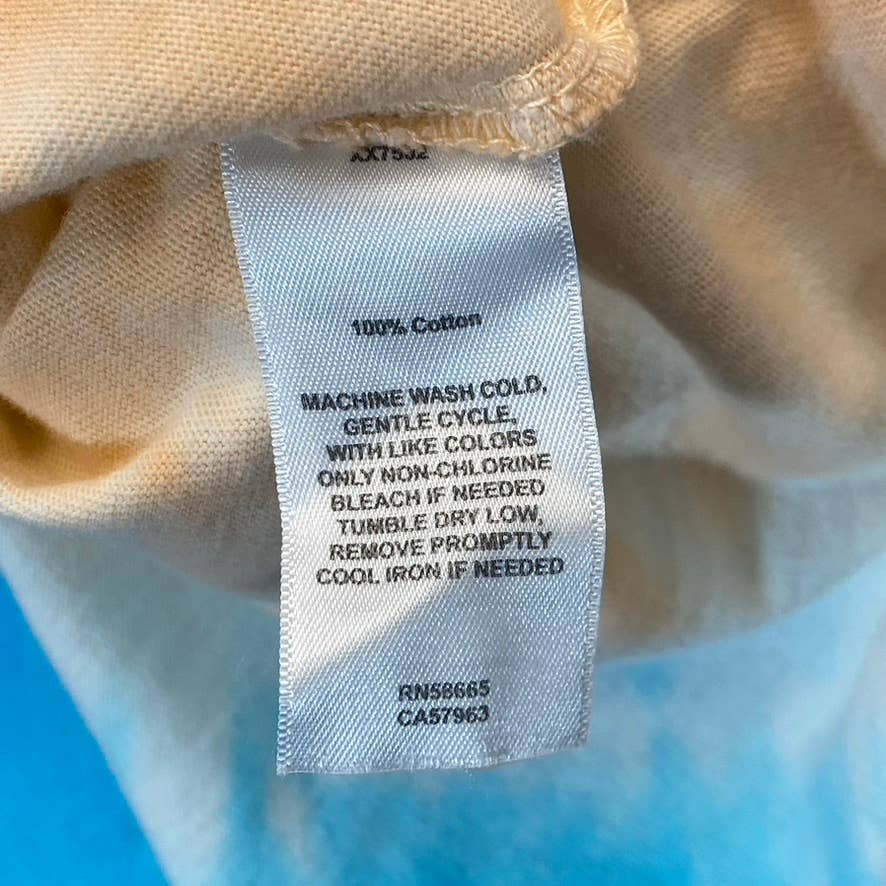 100% Cotton
MACHINE WASH COLD,
GENTLE CYCLE,
WITH LIKE COLORS
ONLY NON-CHLORINE
BLEACH IF NEEDED
TUMBLE DRY LOW,
REMOVE PROMPTLY
COOL IRON IF NEEDED
RN58665
CA57963